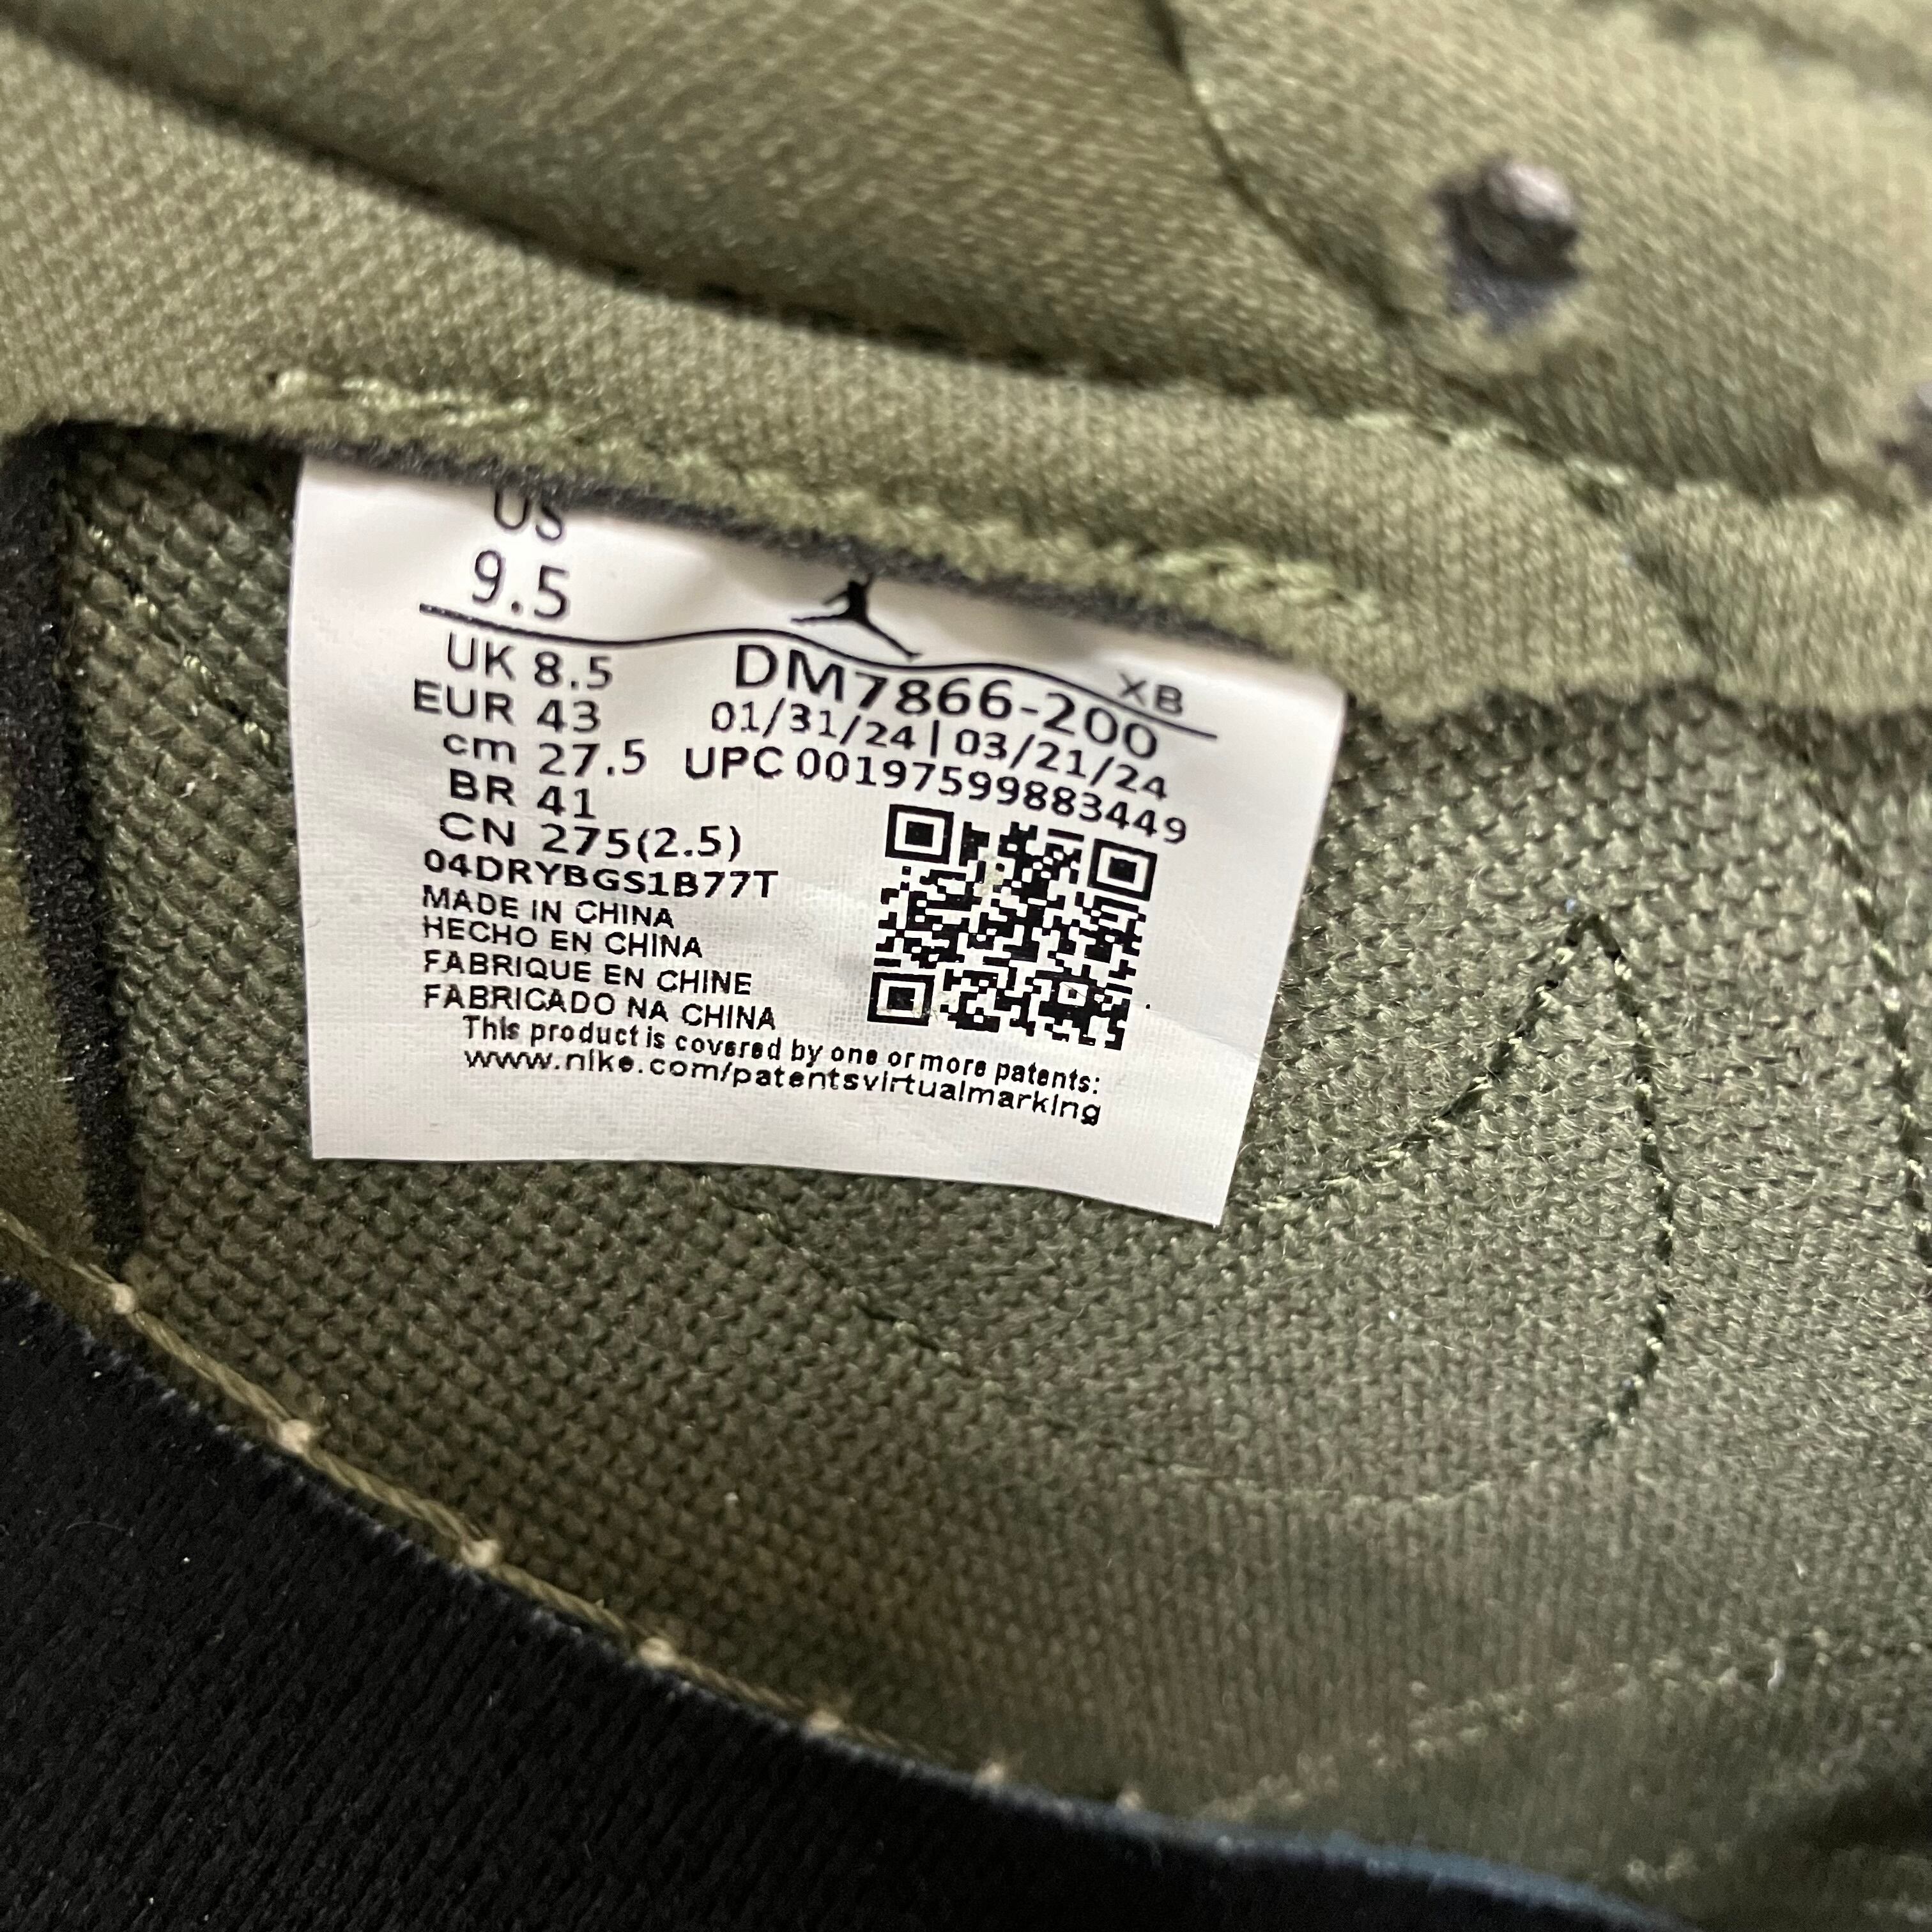 US
9.5
XB
UK 8.5
EUR 43
cm 27.5
BR 41
CN 275(2.5)
DM7866-200
01/31/24 | 03/21/24
UPC 00197599883449
04DRYBGS1B77T
MADE IN CHINA
HECHO EN CHINA
FABRIQUE EN CHINE
FABRICADO NA CHINA
This product is covered by one or more patents:
www.nike.com/patentsvirtualmarking